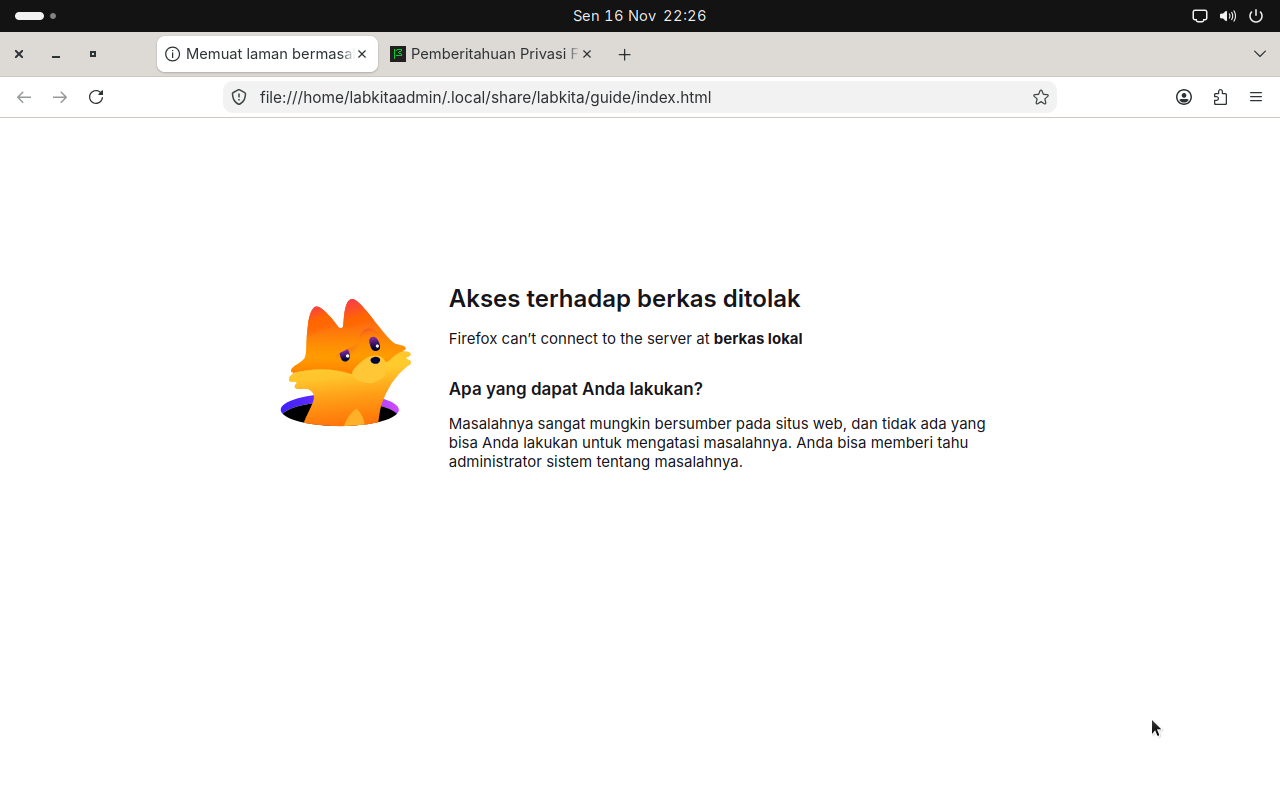 Sen 16 Nov 22:26
Memuat laman bermasa
Pemberitahuan Privasi F
file:///home/labkitaadmin/.local/share/labkita/guide/index.html
Akses terhadap berkas ditolak
Firefox can’t connect to the server at berkas lokal
Apa yang dapat Anda lakukan?
Masalahnya sangat mungkin bersumber pada situs web, dan tidak ada yang
bisa Anda lakukan untuk mengatasi masalahnya. Anda bisa memberi tahu
administrator sistem tentang masalahnya.